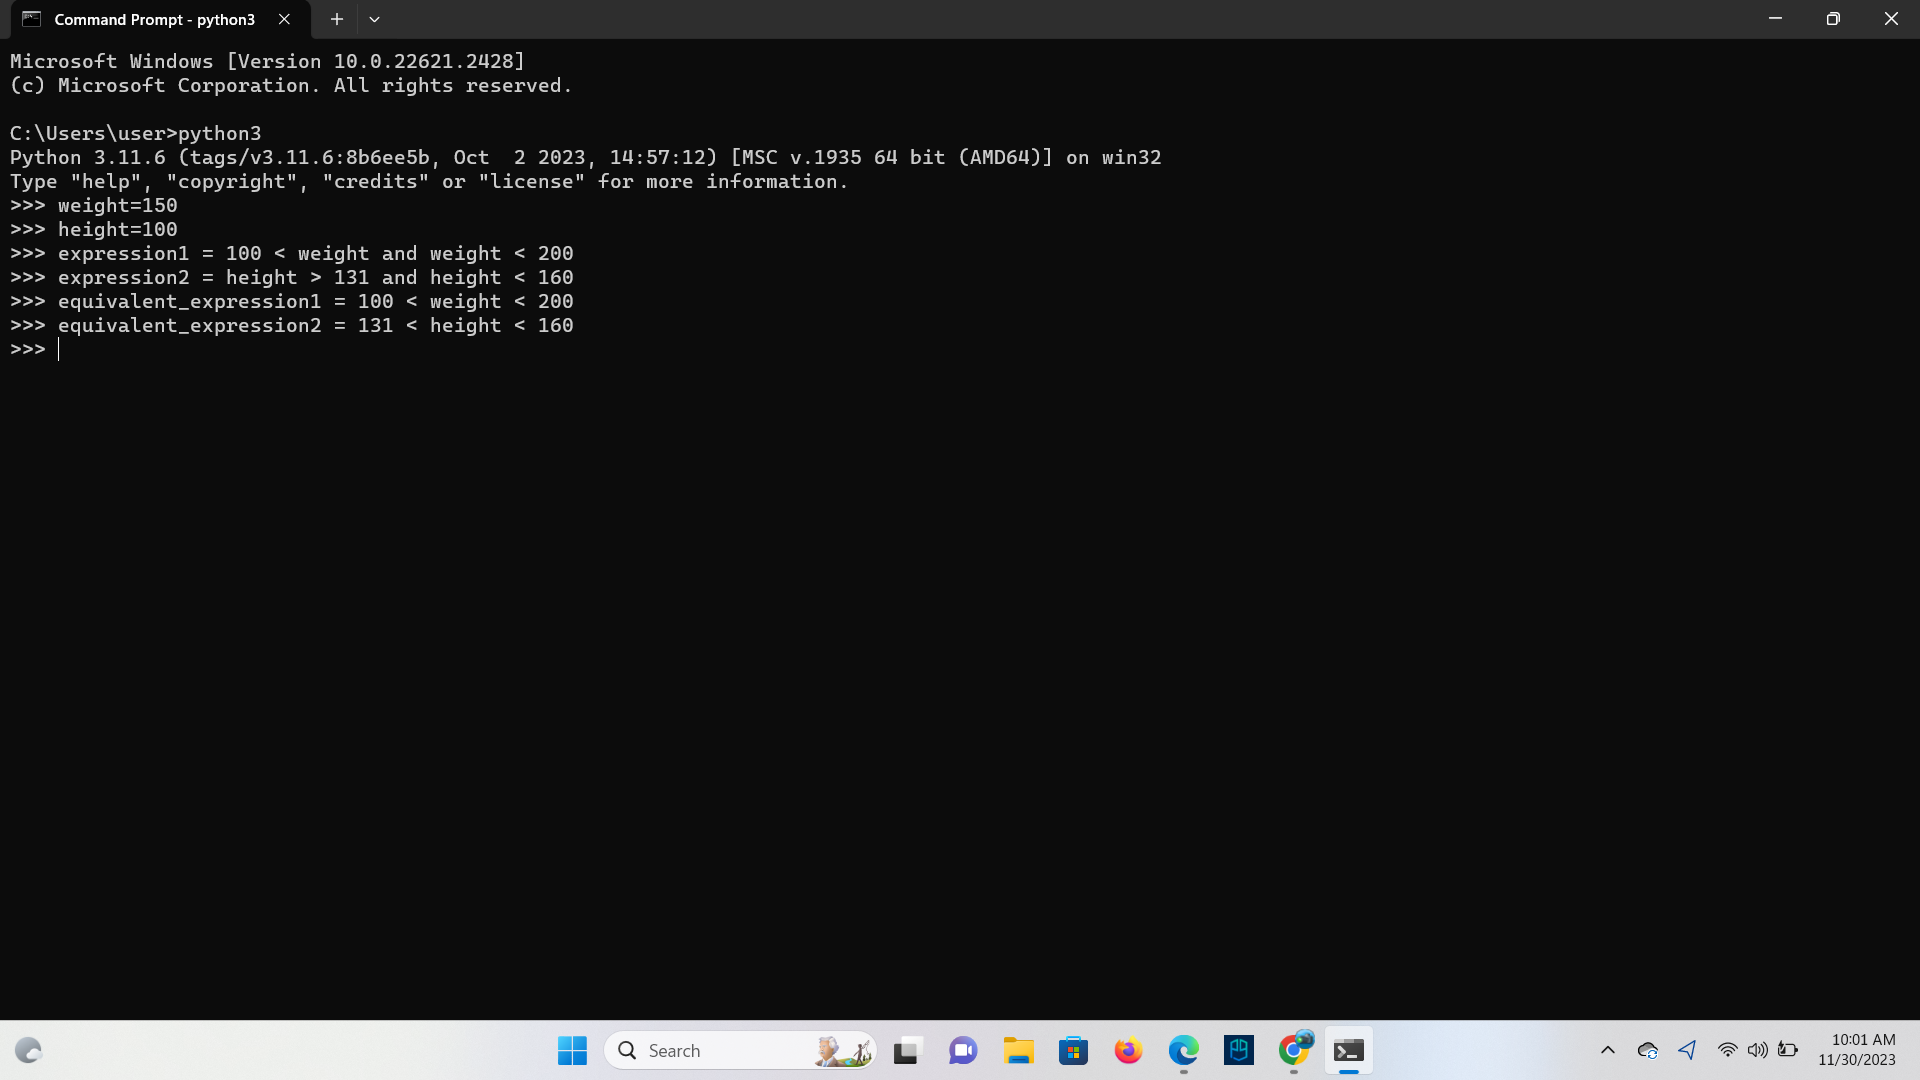 Command Prompt - python3
Microsoft Windows [Version 10.0.22621.2428]
(c) Microsoft Corporation. All rights reserved.
C:\Users\user>python3
Python 3.11.6 (tags/v3.11.6:8b6ee5b, Oct  2 2023, 14:57:12) [MSC v.1935 64 bit (AMD64)] on win32
Type "help", "copyright", "credits" or "license" for more information.
>>> weight=150
>>> height=100
>>> expression1 = 100 < weight and weight < 200
>>> expression2 = height > 131 and height < 160
>>> equivalent_expression1 = 100 < weight < 200
>>> equivalent_expression2 = 131 < height < 160
>>>
Search
10:01 AM
11/30/2023